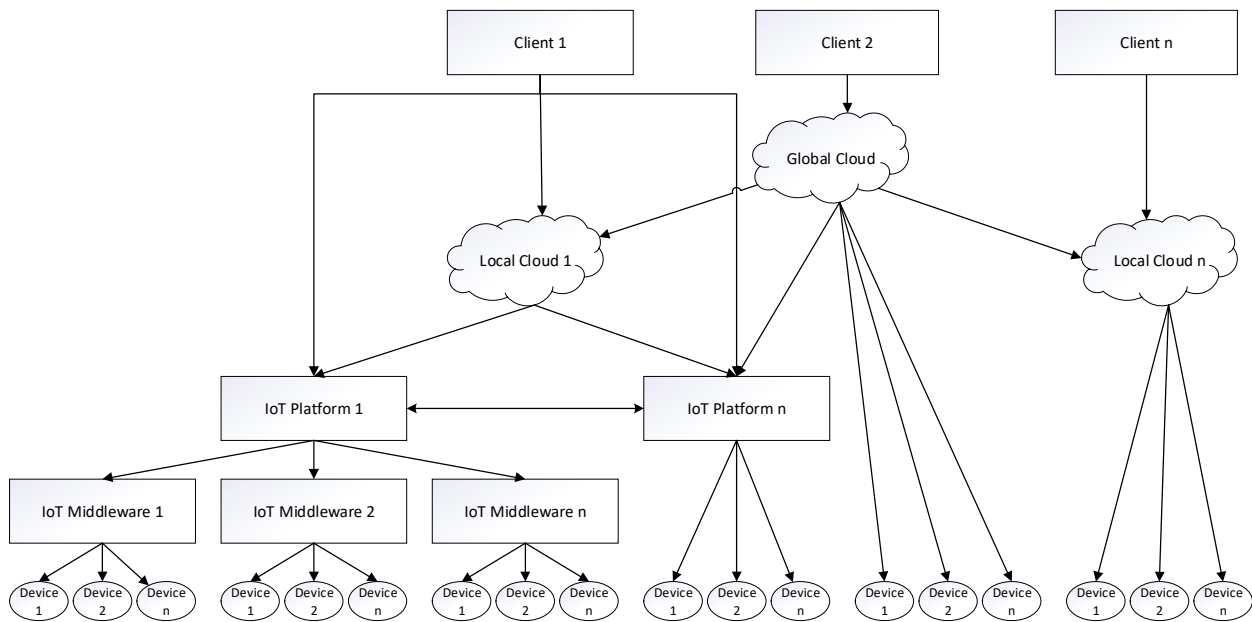 Client 1
Client 2
Client n
Global Cloud
Local Cloud 1
Local Cloud n
IoT Platform 1
IoT Platform n
IoT Middleware 1
IoT Middleware 2
IoT Middleware n
Device
1
Device
2
Device
n
Device
1
Device
2
Device
n
Device
1
Device
2
Device
n
Device
1
Device
2
Device
n
Device
1
Device
2
Device
n
Device
1
Device
2
Device
n